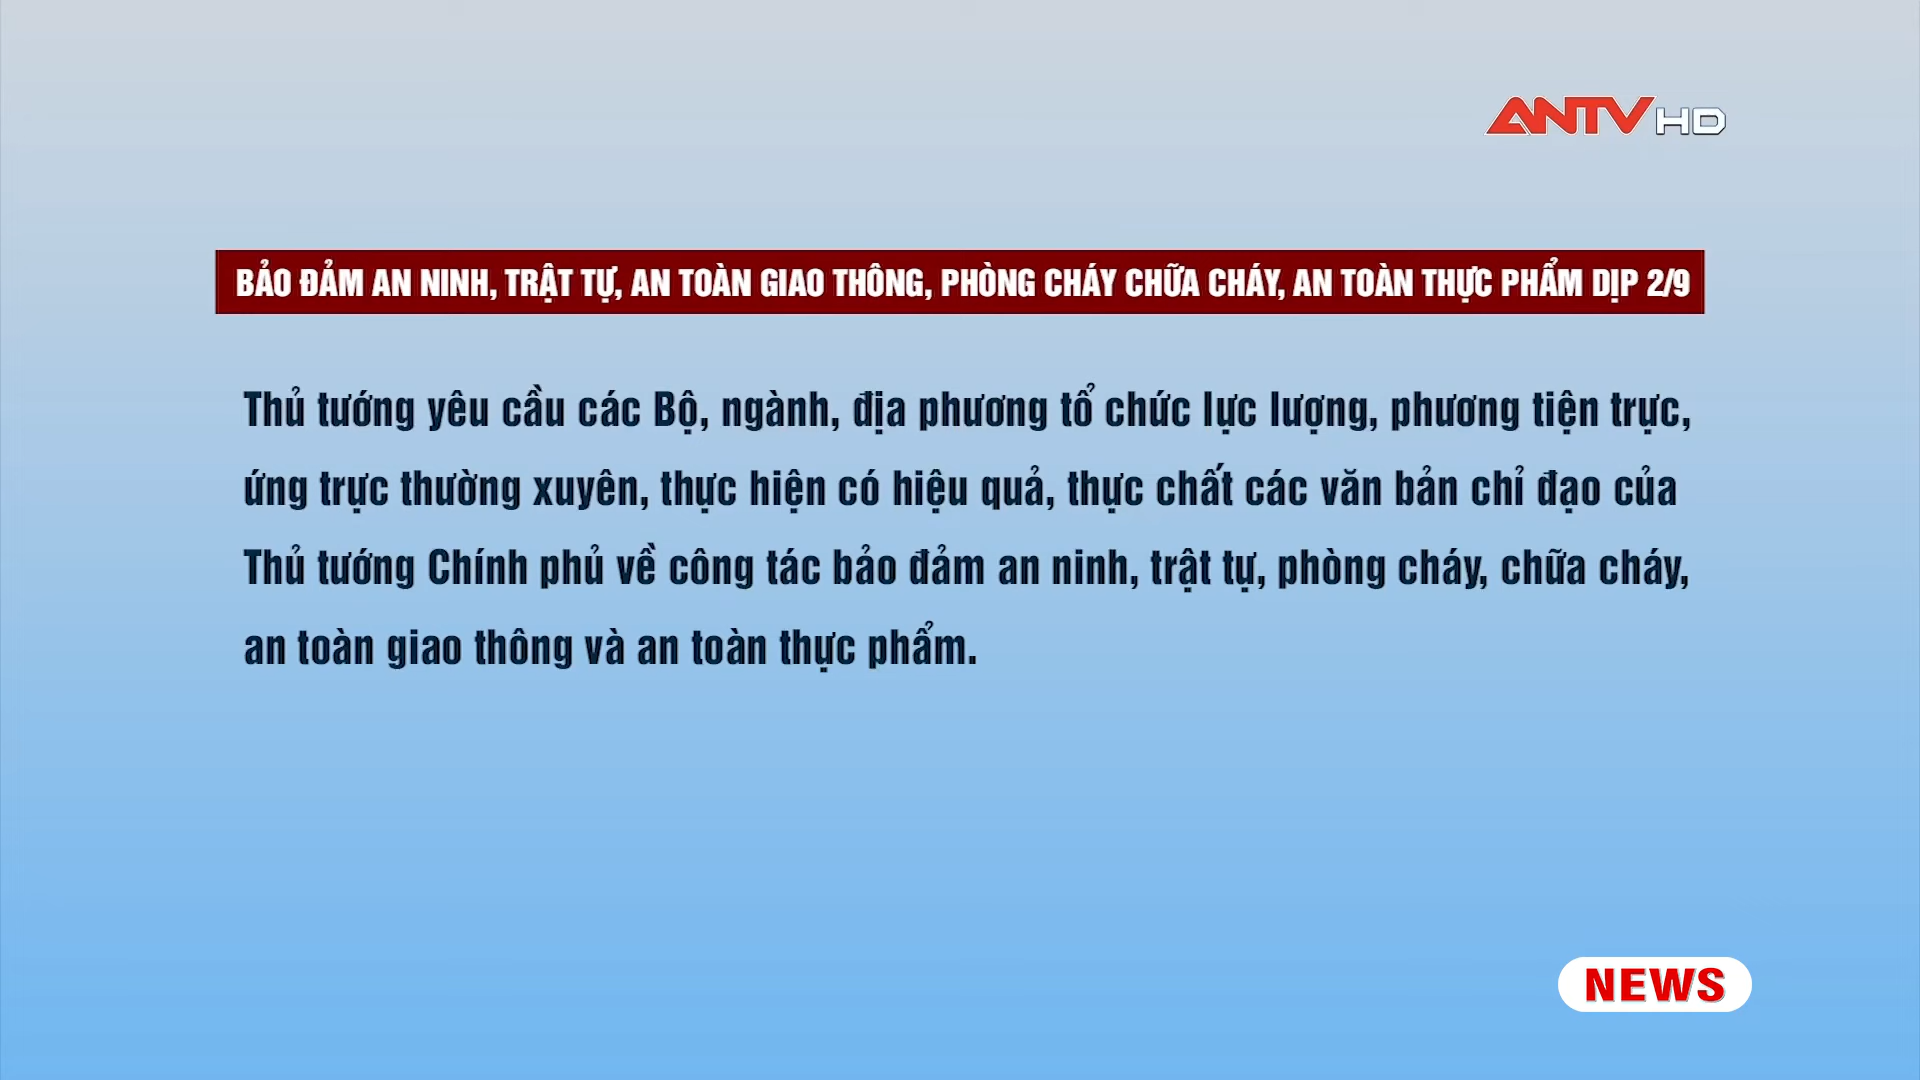 ANTV HD
BẢO ĐẢM AN NINH, TRẬT TỰ, AN TOÀN GIAO THÔNG, PHÒNG CHÁY CHỮA CHÁY, AN TOÀN THỰC PHẨM DỊP 2/9
Thủ tướng yêu cầu các Bộ, ngành, địa phương tổ chức lực lượng, phương tiện trực,
ứng trực thường xuyên, thực hiện có hiệu quả, thực chất các văn bản chỉ đạo của
Thủ tướng Chính phủ về công tác bảo đảm an ninh, trật tự, phòng cháy, chữa cháy,
an toàn giao thông và an toàn thực phẩm.
NEWS